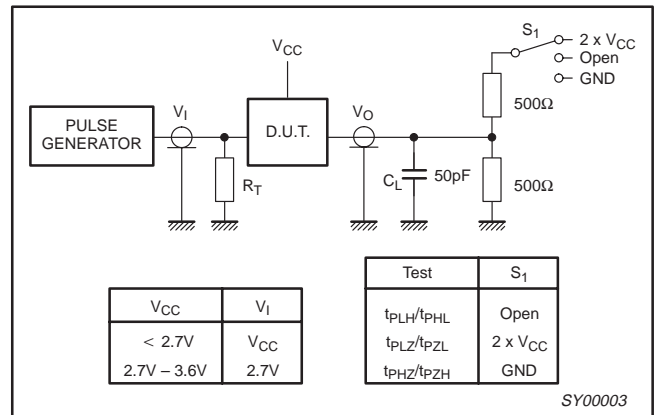 S1
2 x VCC
Open
GND
VCC
500Ω
VI
VO
PULSE GENERATOR
D.U.T.
RT
CL
50pF
500Ω
VCC VI
< 2.7V VCC
2.7V – 3.6V 2.7V
Test S1
tPLH/tPHL Open
tPLZ/tPZL 2 x VCC
tPHZ/tPZH GND
SY00003